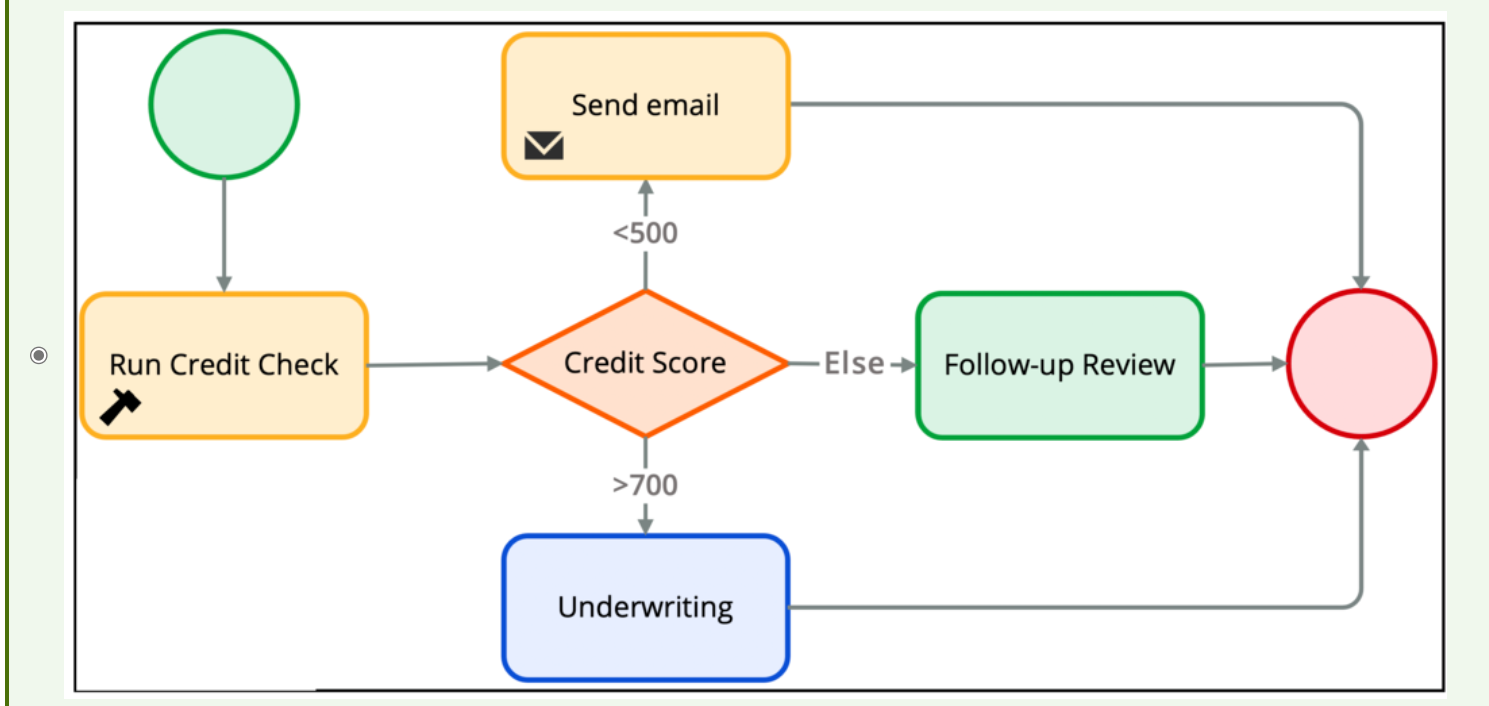 Send email
<500
Run Credit Check
Credit Score
Else
Follow-up Review
>700
Underwriting